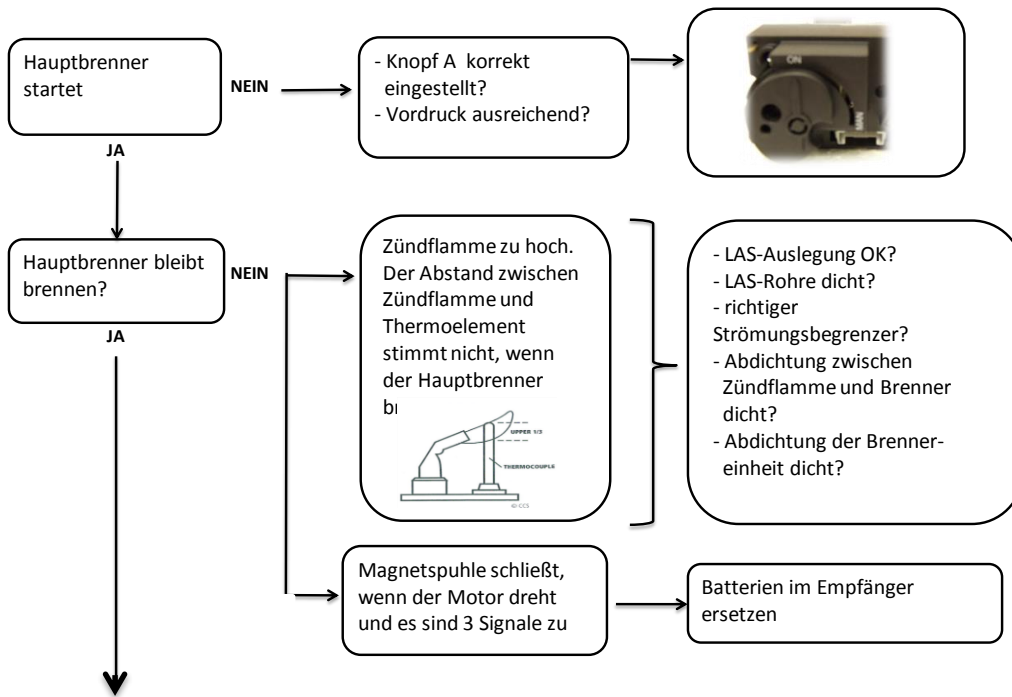 Hauptbrenner
startet
NEIN
- Knopf A korrekt
eingestellt?
- Vordruck ausreichend?
ON
MAN
JA
Hauptbrenner bleibt
brennen?
NEIN
Zündflamme zu hoch.
Der Abstand zwischen
Zündflamme und
Thermoelement
stimmt nicht, wenn
der Hauptbrenner
UPPER 1/3
THERMOCOUPLE
© CCS
- LAS-Auslegung OK?
- LAS-Rohre dicht?
- richtiger
Strömungsbegrenzer?
- Abdichtung zwischen
Zündflamme und Brenner
dicht?
- Abdichtung der Brenner-
einheit dicht?
JA
Magnetspuhle schließt,
wenn der Motor dreht
und es sind 3 Signale zu
Batterien im Empfänger
ersetzen